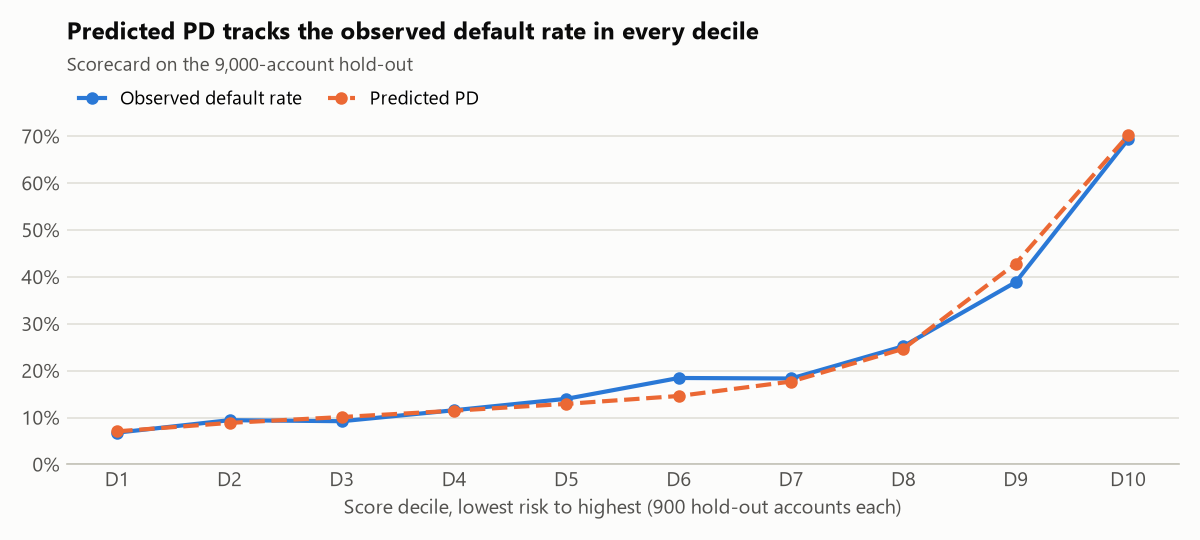 Predicted PD tracks the observed default rate in every decile
Scorecard on the 9,000-account hold-out
Observed default rate Predicted PD
70%
60%
50%
40%
30%
20%
10%
0%
D1 D2 D3 D4 D5 D6 D7 D8 D9 D10
Score decile, lowest risk to highest (900 hold-out accounts each)